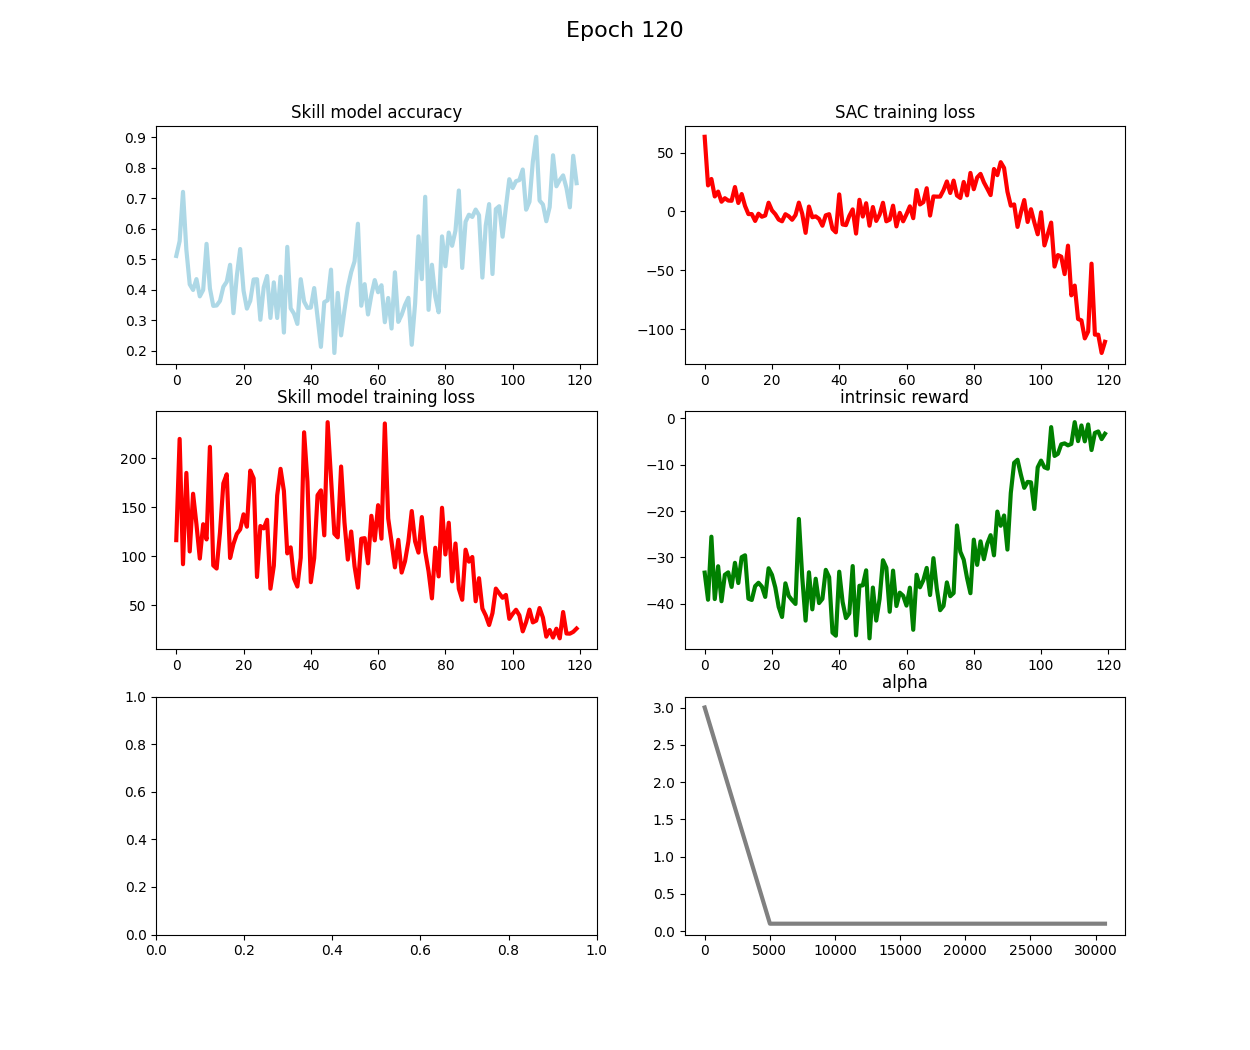 Epoch 120
Skill model accuracy
0.9
0.8
0.7
0.6
0.5
0.4
0.3
0.2
0 20 40 60 80 100 120
SAC training loss
50
0
−50
−100
0 20 40 60 80 100 120
Skill model training loss
200
150
100
50
0 20 40 60 80 100 120
intrinsic reward
0
−10
−20
−30
−40
0 20 40 60 80 100 120
1.0
0.8
0.6
0.4
0.2
0.0
0.0 0.2 0.4 0.6 0.8 1.0
alpha
3.0
2.5
2.0
1.5
1.0
0.5
0.0
0 5000 10000 15000 20000 25000 30000